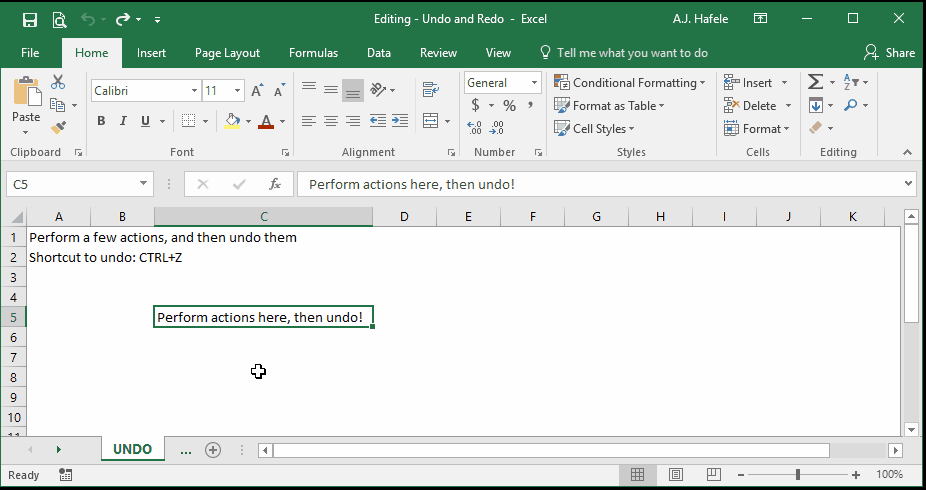 Editing - Undo and Redo - Excel
A.J. Hafele
File Home Insert Page Layout Formulas Data Review View Tell me what you want to do Share
Paste
Clipboard
Calibri 11
B I U
Font
Alignment
General
$ % ,
Number
Conditional Formatting
Format as Table
Cell Styles
Styles
Insert
Delete
Format
Cells
Editing
C5 fx Perform actions here, then undo!
A B C D E F G H I J K
1 Perform a few actions, and then undo them
2 Shortcut to undo: CTRL+Z
3
4
5 Perform actions here, then undo!
6
7
8
9
10
11
UNDO ...
Ready 100%